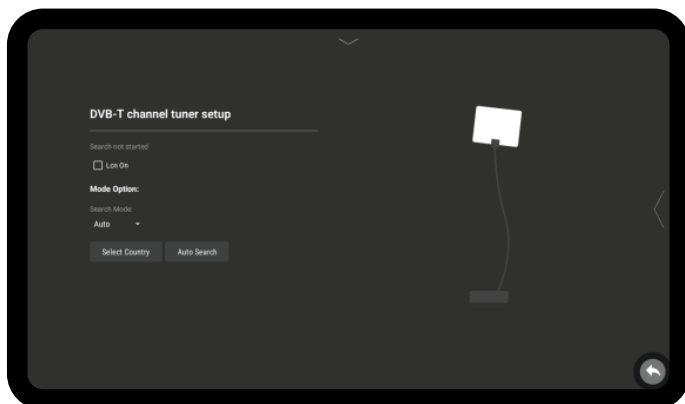 DVB-T channel tuner setup
Search not started
Lcn On
Mode Option:
Search Mode:
Auto
Select Country Auto Search